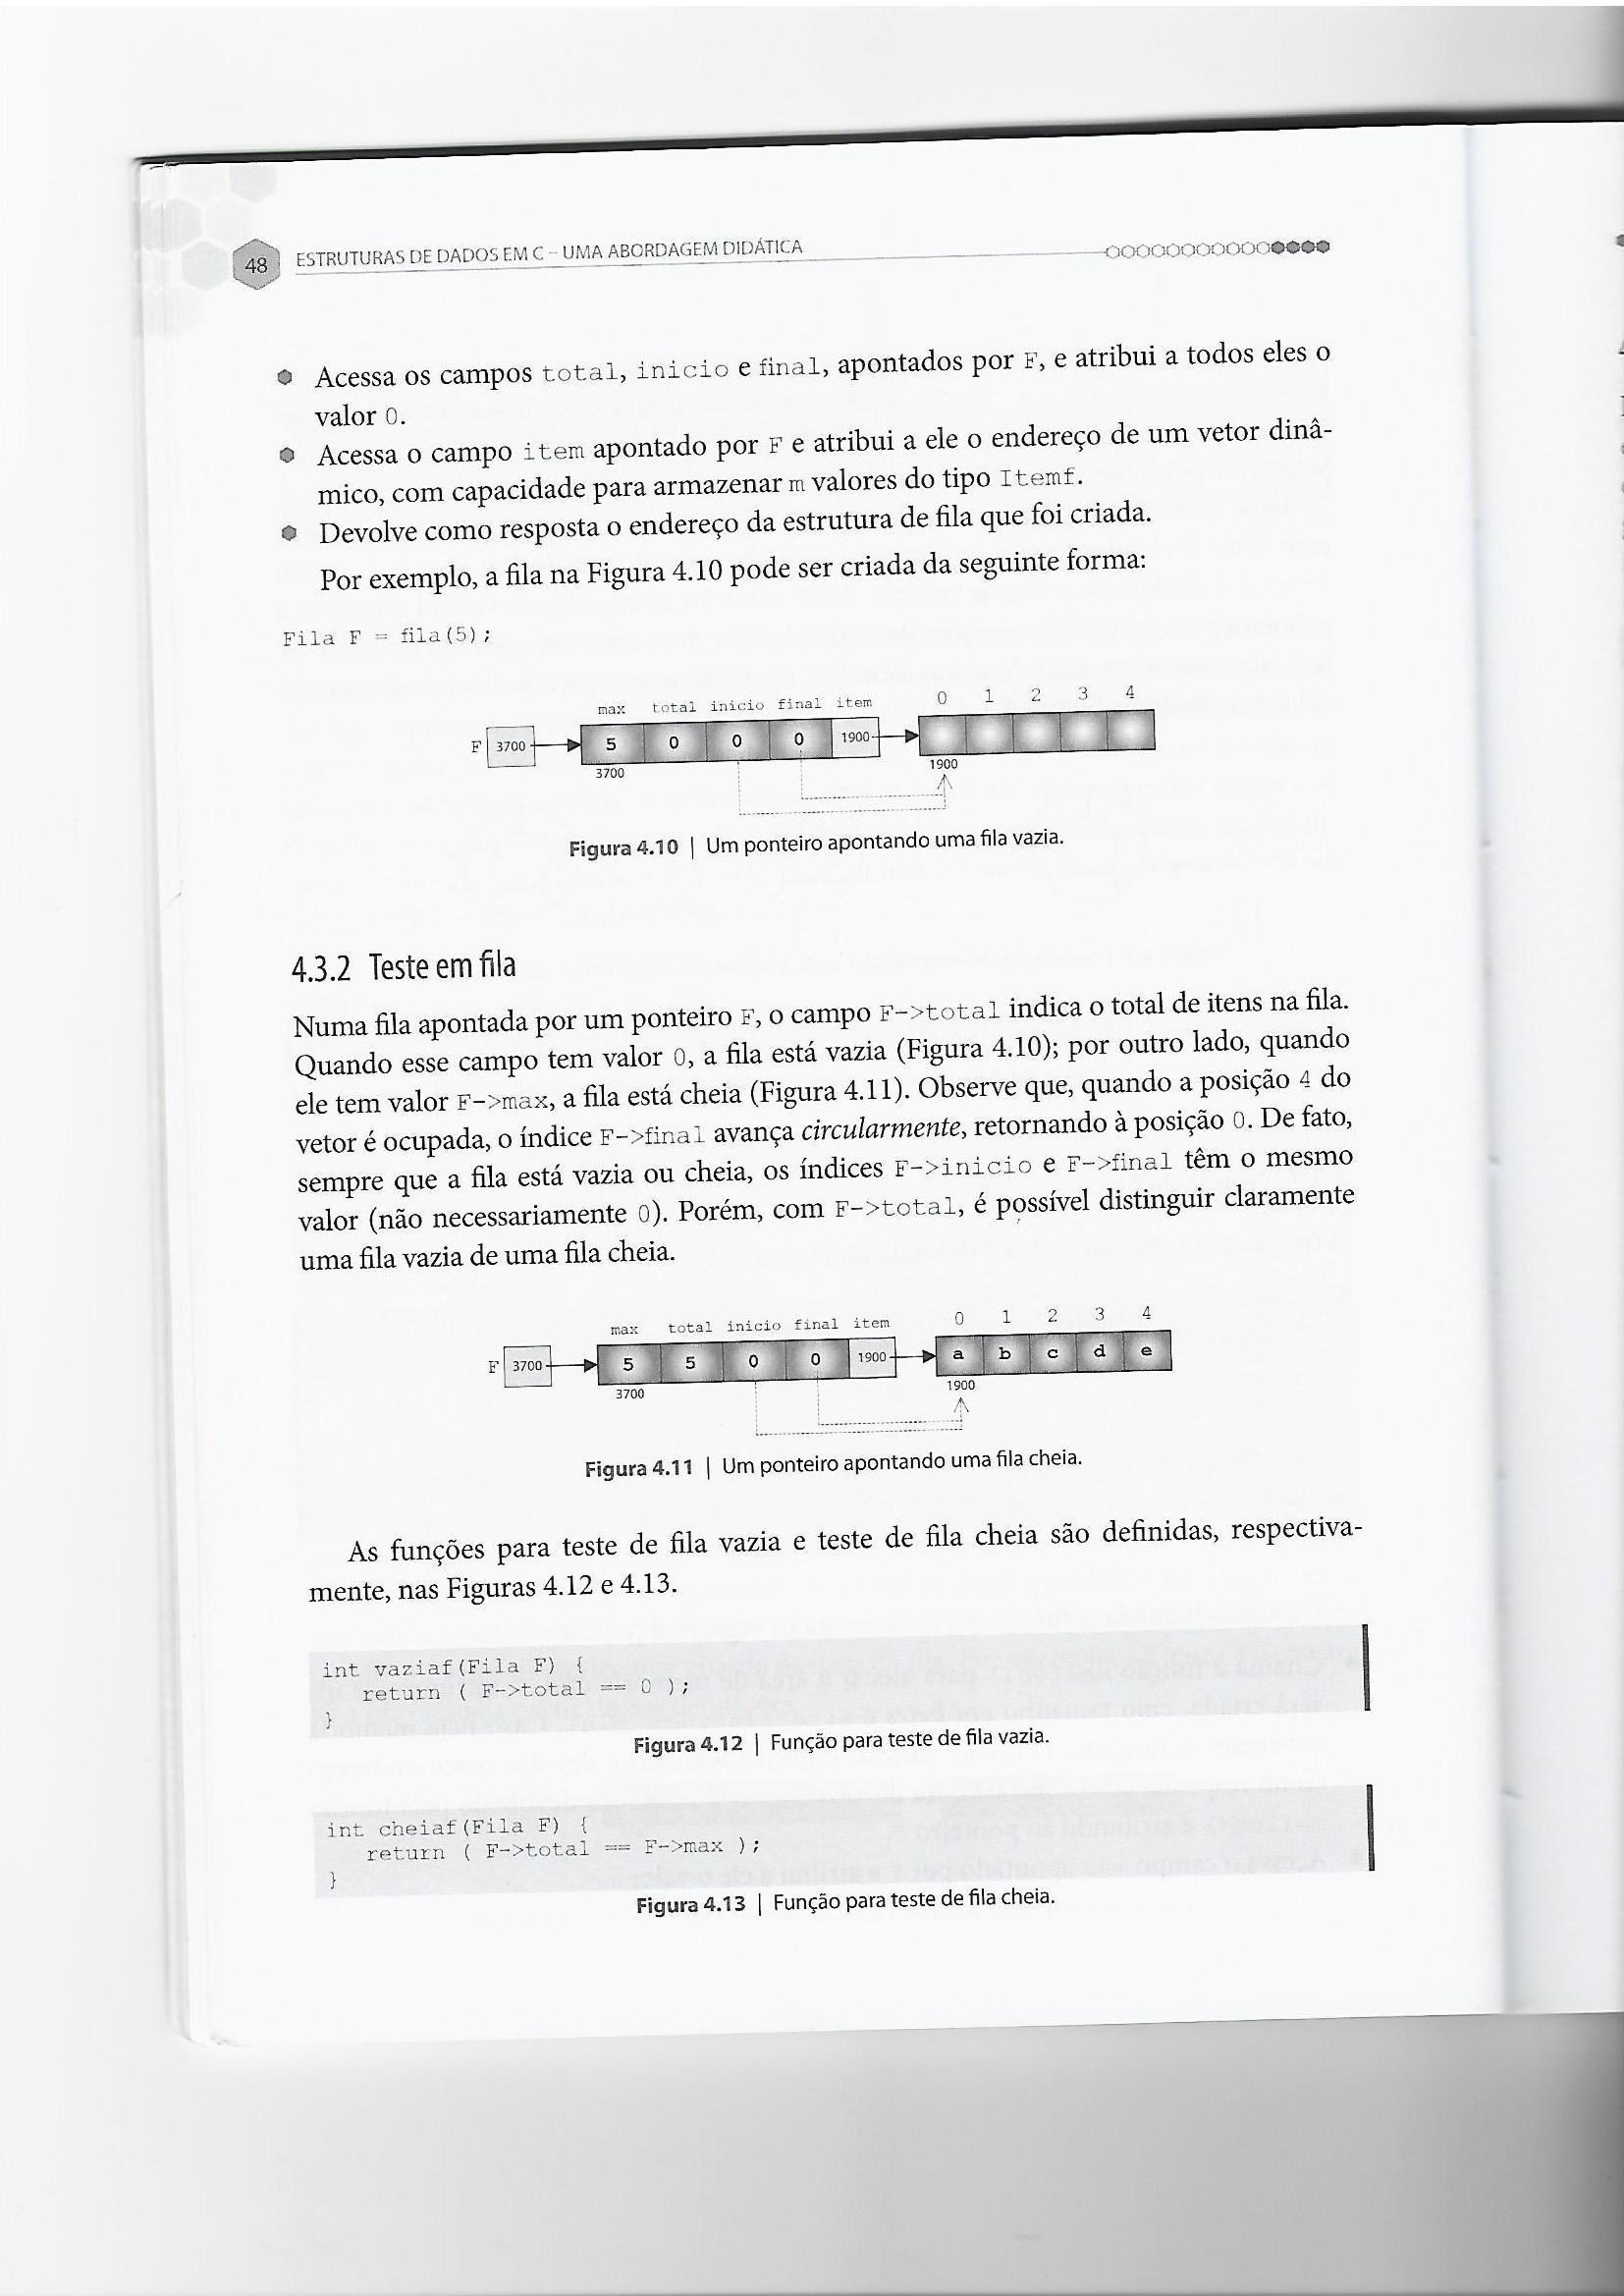 48 ESTRUTURAS DE DADOS EM C – UMA ABORDAGEM DIDÁTICA
Acessa os campos total, inicio e final, apontados por F, e atribui a todos eles o
valor 0.
Acessa o campo item apontado por F e atribui a ele o endereço de um vetor dinâ-
mico, com capacidade para armazenar m valores do tipo Itemf.
Devolve como resposta o endereço da estrutura de fila que foi criada.
Por exemplo, a fila na Figura 4.10 pode ser criada da seguinte forma:
Fila F = fila(5);
max total inicio final item 0 1 2 3 4
F 3700 5 0 0 0 1900
3700 1900
Figura 4.10 | Um ponteiro apontando uma fila vazia.
4.3.2 Teste em fila
Numa fila apontada por um ponteiro F, o campo F->total indica o total de itens na fila.
Quando esse campo tem valor 0, a fila está vazia (Figura 4.10); por outro lado, quando
ele tem valor F->max, a fila está cheia (Figura 4.11). Observe que, quando a posição 4 do
vetor é ocupada, o índice F->final avança circularmente, retornando à posição 0. De fato,
sempre que a fila está vazia ou cheia, os índices F->inicio e F->final têm o mesmo
valor (não necessariamente 0). Porém, com F->total, é possível distinguir claramente
uma fila vazia de uma fila cheia.
max total inicio final item 0 1 2 3 4
F 3700 5 5 0 0 1900 a b c d e
3700 1900
Figura 4.11 | Um ponteiro apontando uma fila cheia.
As funções para teste de fila vazia e teste de fila cheia são definidas, respectiva-
mente, nas Figuras 4.12 e 4.13.
int vaziaf(Fila F) {
return ( F->total == 0 );
}
Figura 4.12 | Função para teste de fila vazia.
int cheiaf(Fila F) {
return ( F->total == F->max );
}
Figura 4.13 | Função para teste de fila cheia.